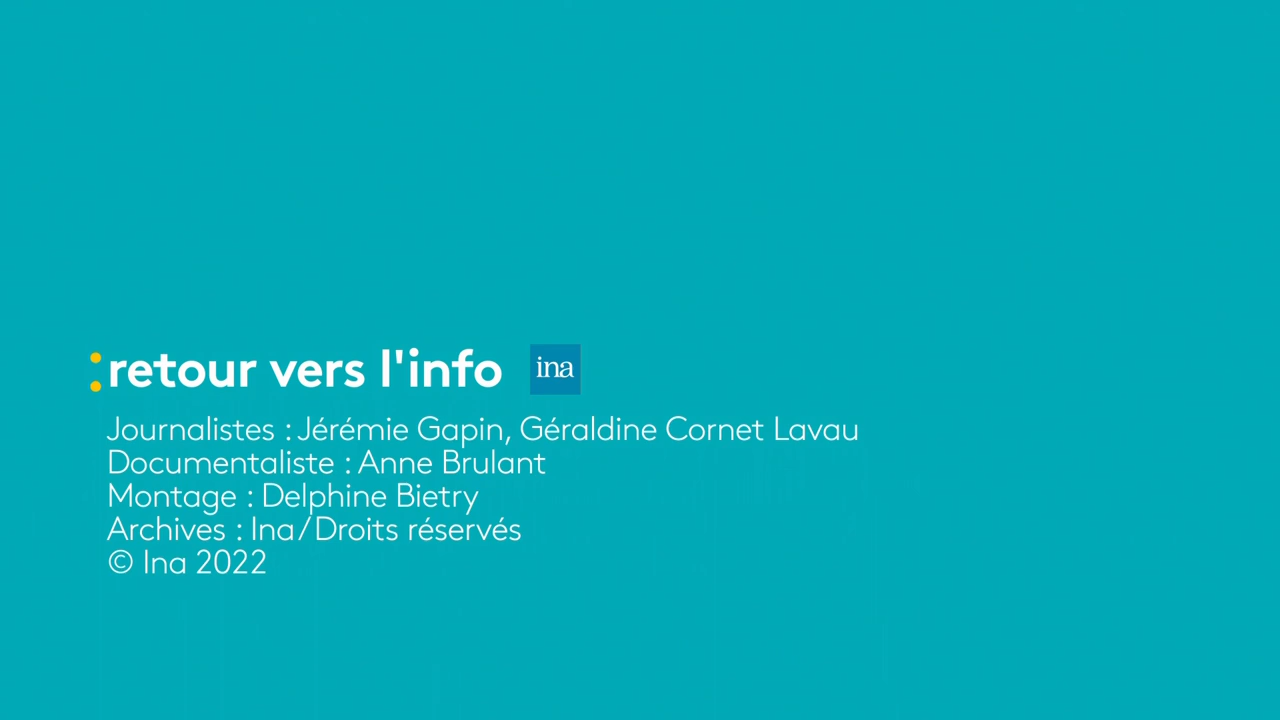 :retour vers l'info ina
Journalistes : Jérémie Gapin, Géraldine Cornet Lavau
Documentaliste : Anne Brulant
Montage : Delphine Bietry
Archives : Ina/Droits réservés
© Ina 2022